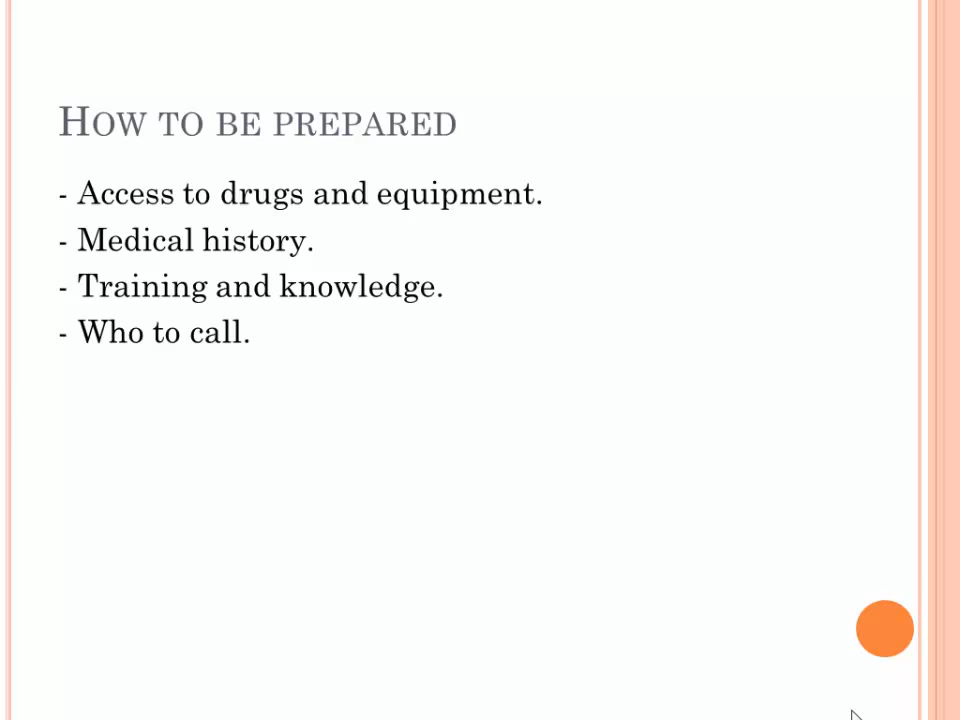 How to be prepared
- Access to drugs and equipment.
- Medical history.
- Training and knowledge.
- Who to call.